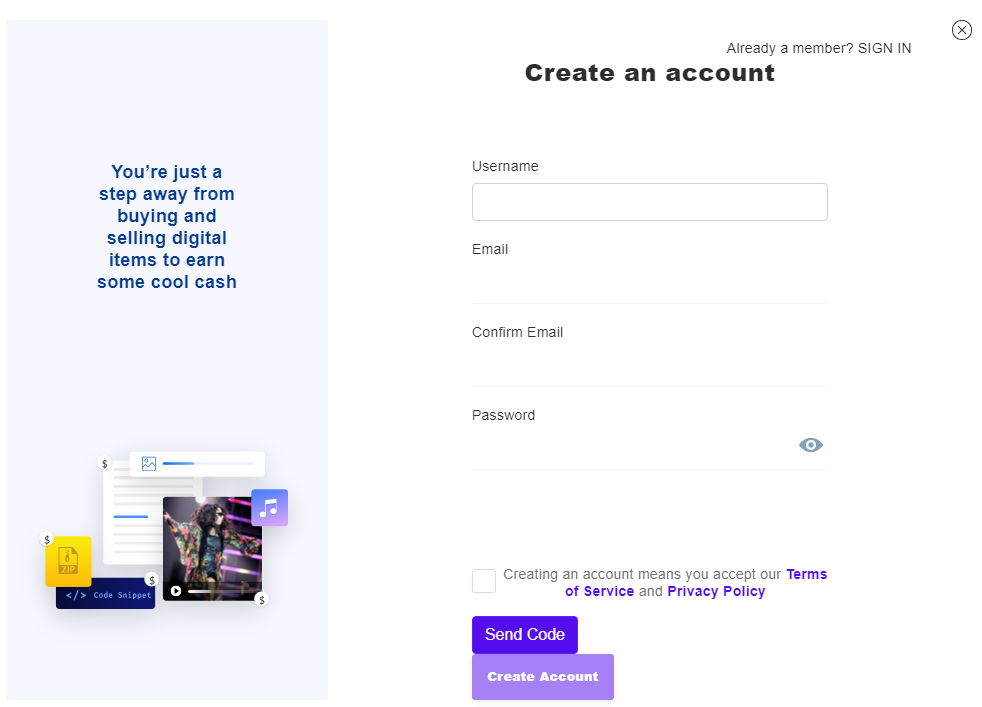 Already a member? SIGN IN
Create an account
You’re just a
step away from
buying and
selling digital
items to earn
some cool cash
Username
Email
Confirm Email
Password
$
$
ZIP
$
</> Code Snippet
$
Creating an account means you accept our Terms
of Service and Privacy Policy
Send Code
Create Account